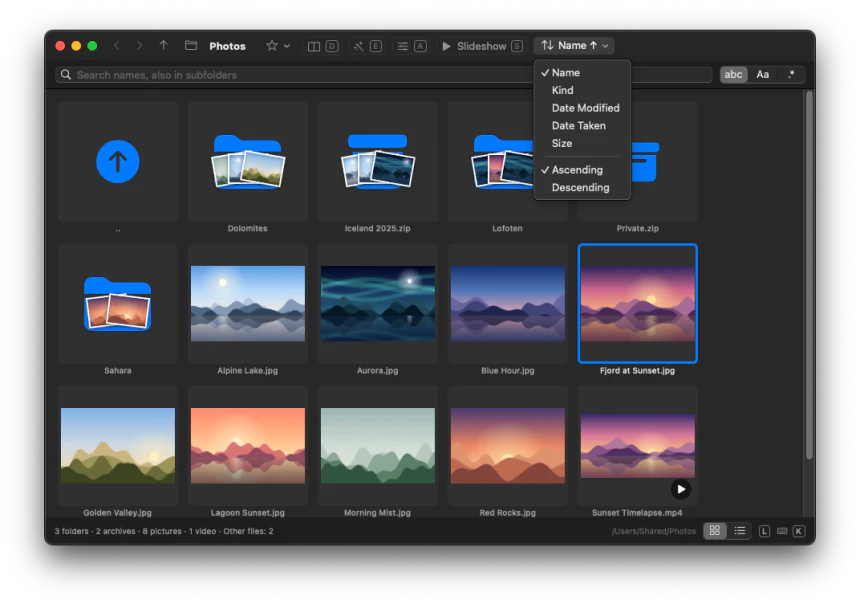 Photos
D
E
A
Slideshow S
Name ↑
Search names, also in subfolders
abc Aa .*
✓ Name
Kind
Date Modified
Date Taken
Size
✓ Ascending
Descending
..
Dolomites
Iceland 2025.zip
Lofoten
Private.zip
Sahara
Alpine Lake.jpg
Aurora.jpg
Blue Hour.jpg
Fjord at Sunset.jpg
Golden Valley.jpg
Lagoon Sunset.jpg
Morning Mist.jpg
Red Rocks.jpg
Sunset Timelapse.mp4
3 folders - 2 archives - 8 pictures - 1 video - Other files: 2
/Users/Shared/Photos
L
K